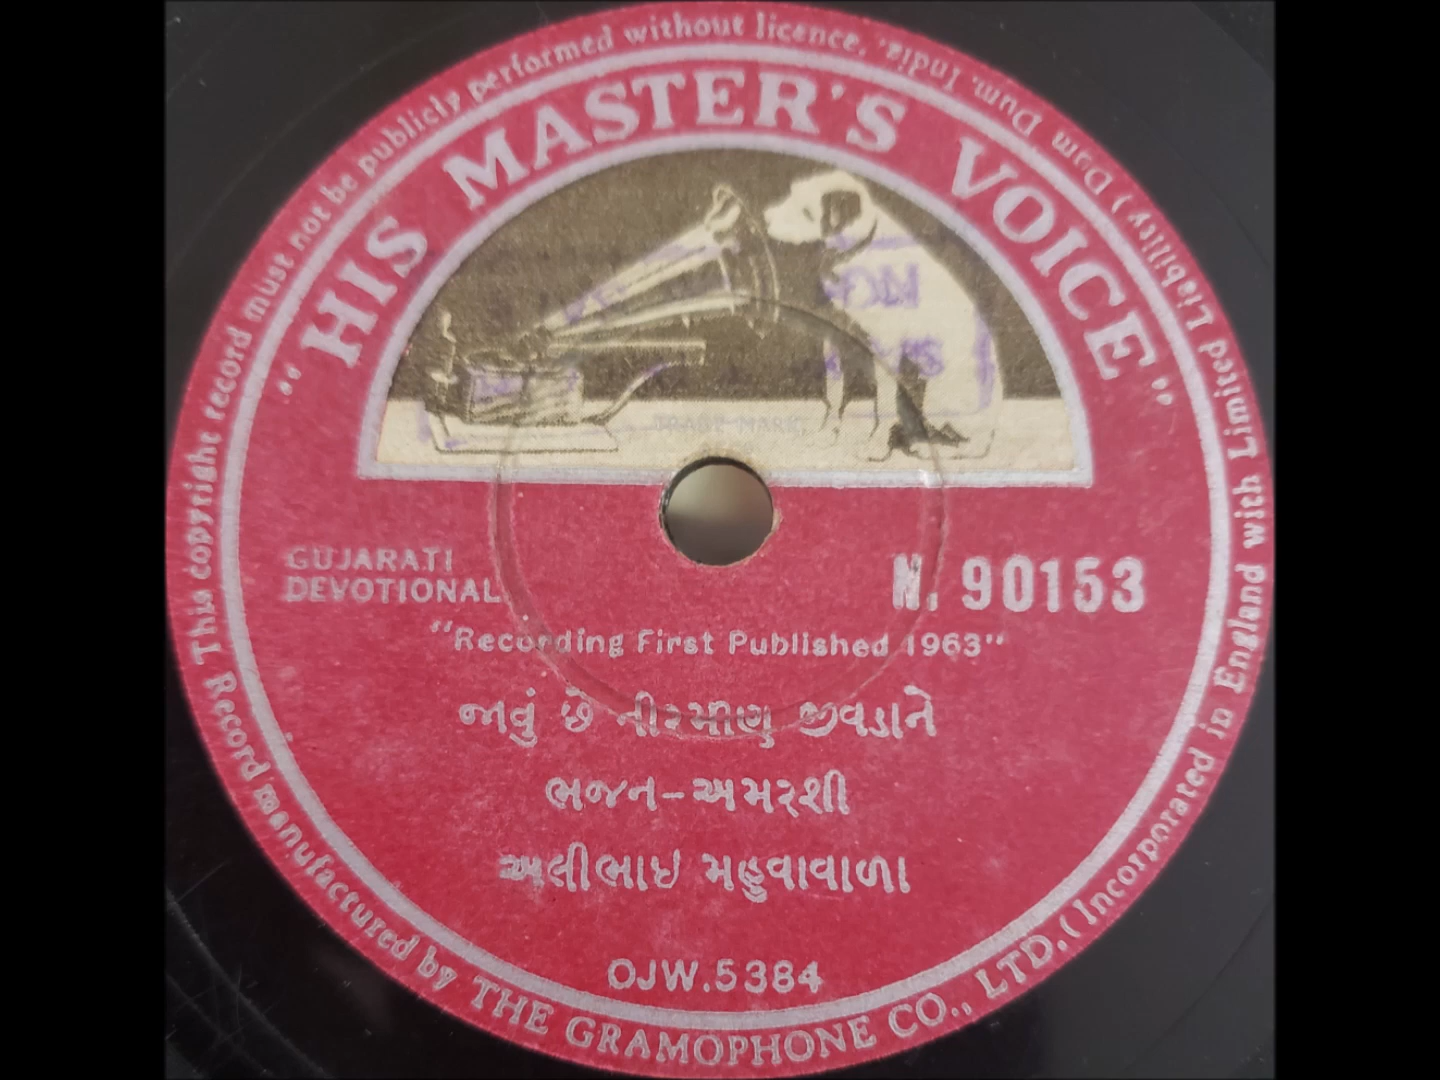 This copyright record must not be publicly performed without licence.
Record manufactured by THE GRAMOPHONE CO., LTD. (Incorporated in England with Limited Liability) Dum Dum, India.
“HIS MASTER'S VOICE”
TRADE-MARK.
GUJARATI
DEVOTIONAL
N. 90153
“Recording First Published 1963”
જાવું છે નીરમાણુ જીવડાને
ભજન-અમરશી
અલીભાઇ મહુવાવાળા
OJW.5384